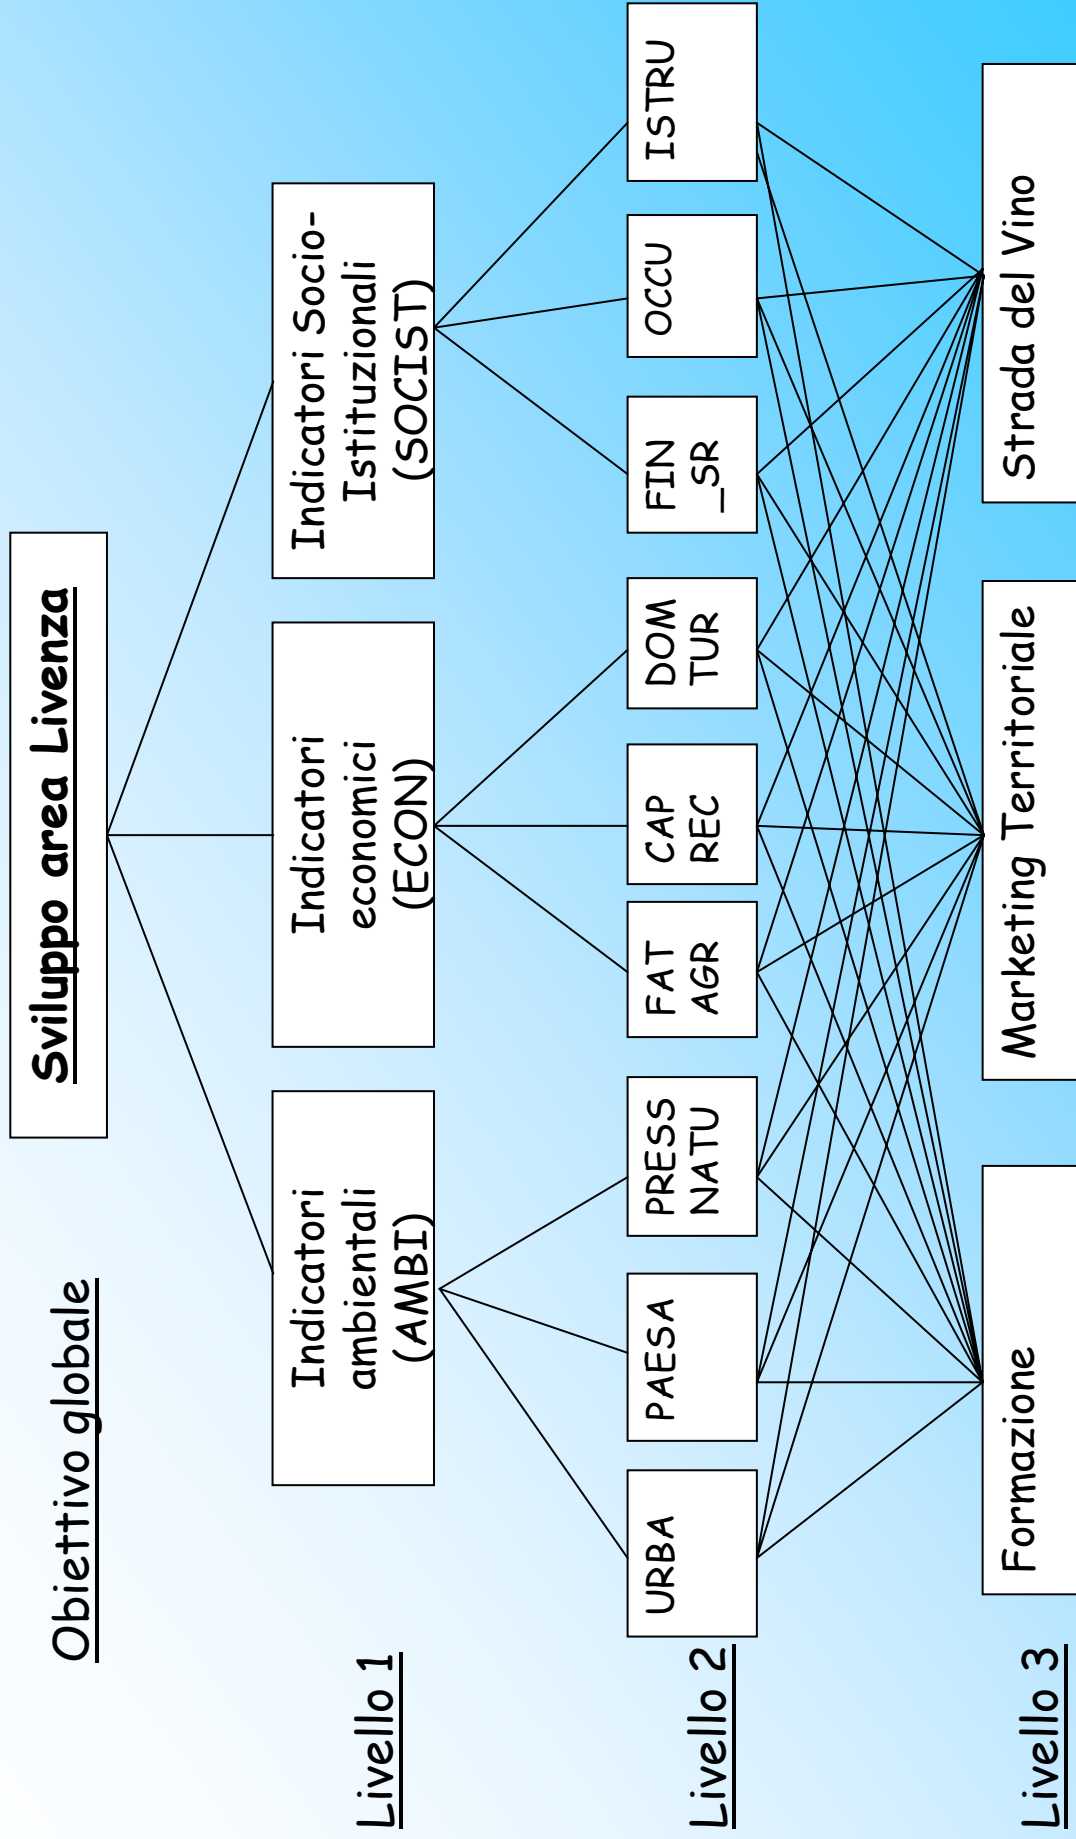 Obiettivo globale
Sviluppo area Livenza
Livello 1
Indicatori
ambientali
(AMBI)
Indicatori
economici
(ECON)
Indicatori Socio-
Istituzionali
(SOCIST)
Livello 2
URBA
PAESA
PRESS
NATU
FAT
AGR
CAP
REC
DOM
TUR
FIN
_SR
OCCU
ISTRU
Livello 3
Formazione
Marketing Territoriale
Strada del Vino